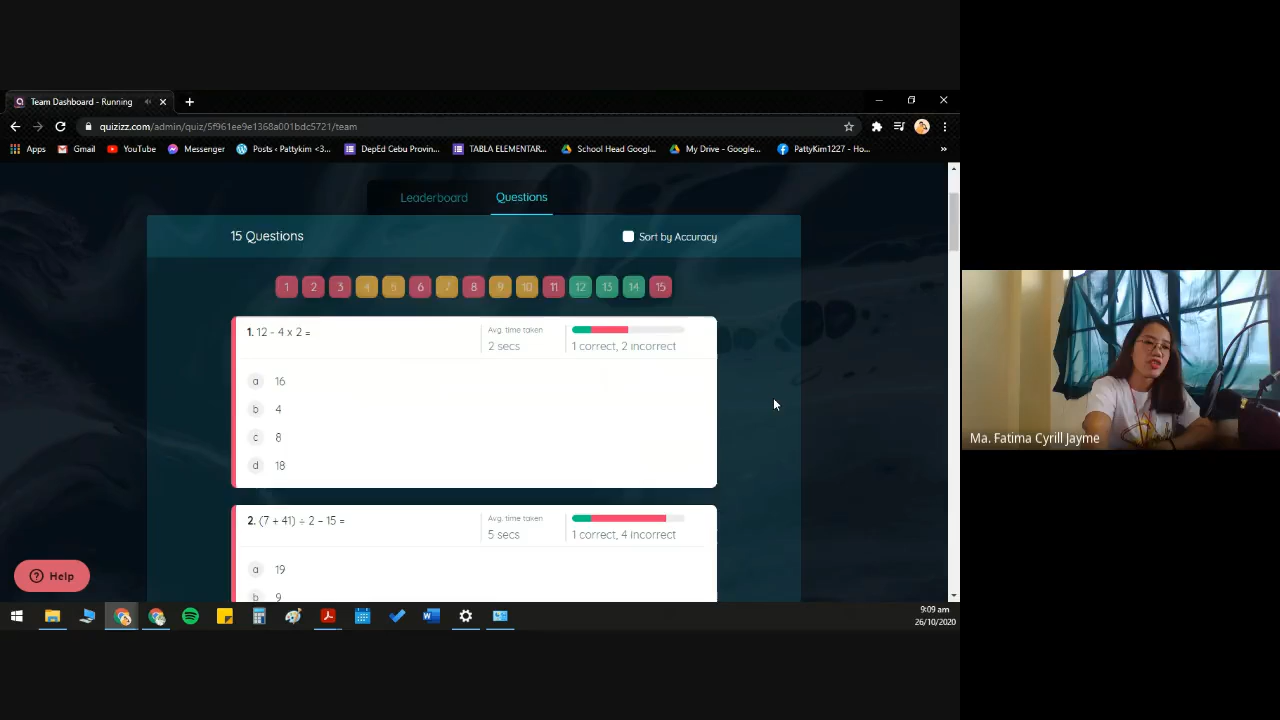 Team Dashboard - Running
quizizz.com/admin/quiz/5f961ee9e1368a001bdc5721/team
Apps Gmail YouTube Messenger Posts ‹ Pattykim <3... DepEd Cebu Provin... TABLA ELEMENTAR... School Head Googl... My Drive - Google... PattyKim1227 - Ho... »
Leaderboard Questions
15 Questions Sort by Accuracy
1 2 3 4 5 6 7 8 9 10 11 12 13 14 15
1. 12 - 4 x 2 =
Avg. time taken
2 secs 1 correct, 2 incorrect
a 16
b 4
c 8
d 18
2. (7 + 41) ÷ 2 - 15 =
Avg. time taken
5 secs 1 correct, 4 incorrect
a 19
b 9
Help
9:09 am
26/10/2020
Ma. Fatima Cyrill Jayme